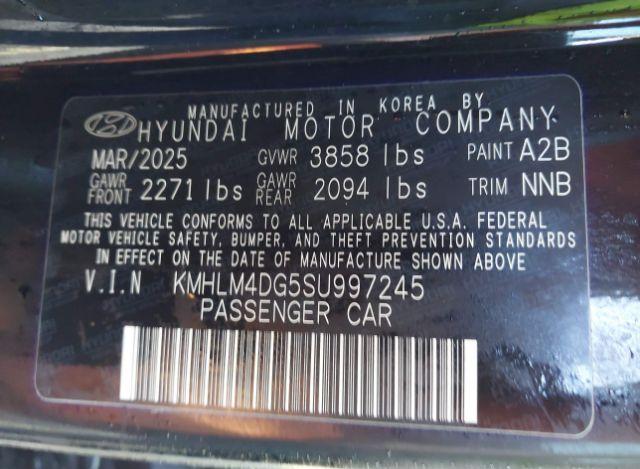 MANUFACTURED IN KOREA BY
HYUNDAI MOTOR COMPANY
MAR/2025 GVWR 3858 lbs PAINT A2B
GAWR FRONT 2271 lbs GAWR REAR 2094 lbs TRIM NNB
THIS VEHICLE CONFORMS TO ALL APPLICABLE U.S.A. FEDERAL
MOTOR VEHICLE SAFETY, BUMPER, AND THEFT PREVENTION STANDARDS
IN EFFECT ON THE DATE OF MANUFACTURE SHOWN ABOVE
V.I.N KMHLM4DG5SU997245
PASSENGER CAR